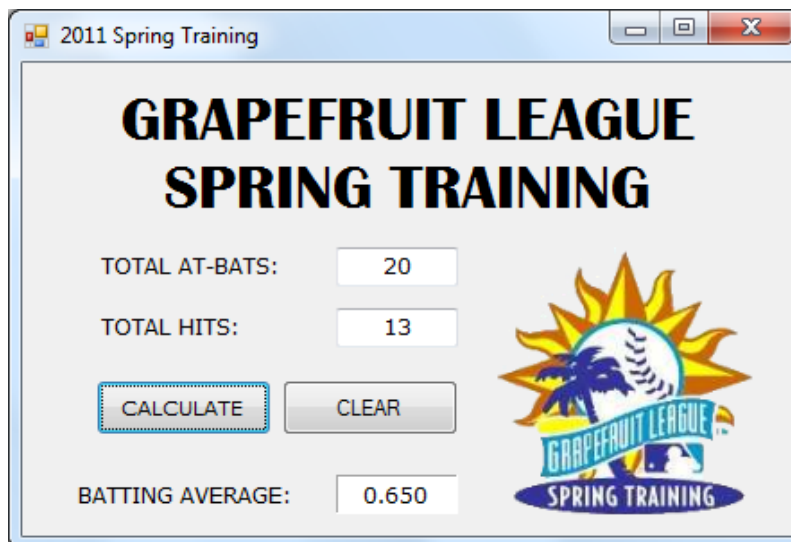 2011 Spring Training
GRAPEFRUIT LEAGUE
SPRING TRAINING
TOTAL AT-BATS: 20
TOTAL HITS: 13
CALCULATE CLEAR
GRAPEFRUIT LEAGUE
SPRING TRAINING
BATTING AVERAGE: 0.650